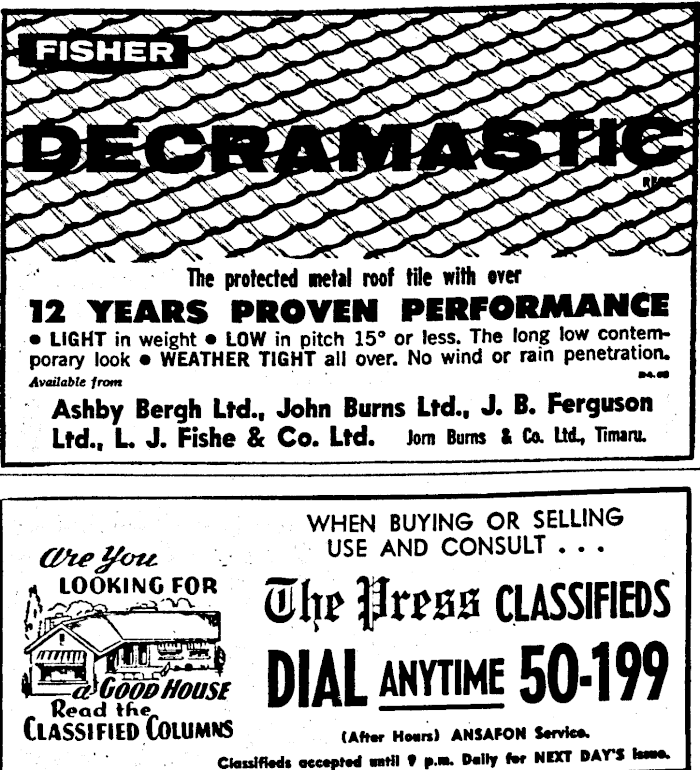 FISHER
DECRAMASTIC
REGD.
The protected metal roof tile with over
12 YEARS PROVEN PERFORMANCE
● LIGHT in weight ● LOW in pitch 15° or less. The long low contem-
porary look ● WEATHER TIGHT all over. No wind or rain penetration.
Available from
Ashby Bergh Ltd., John Burns Ltd., J. B. Ferguson
Ltd., L. J. Fishe & Co. Ltd. Jorn Burns & Co. Ltd., Timaru.
Are You
LOOKING FOR
a GOOD HOUSE
Read the
CLASSIFIED COLUMNS
WHEN BUYING OR SELLING
USE AND CONSULT . . .
The Press CLASSIFIEDS
DIAL ANYTIME 50-199
(After Hours) ANSAFON Service.
Classifieds accepted until 9 p.m. Daily for NEXT DAY'S Issue.